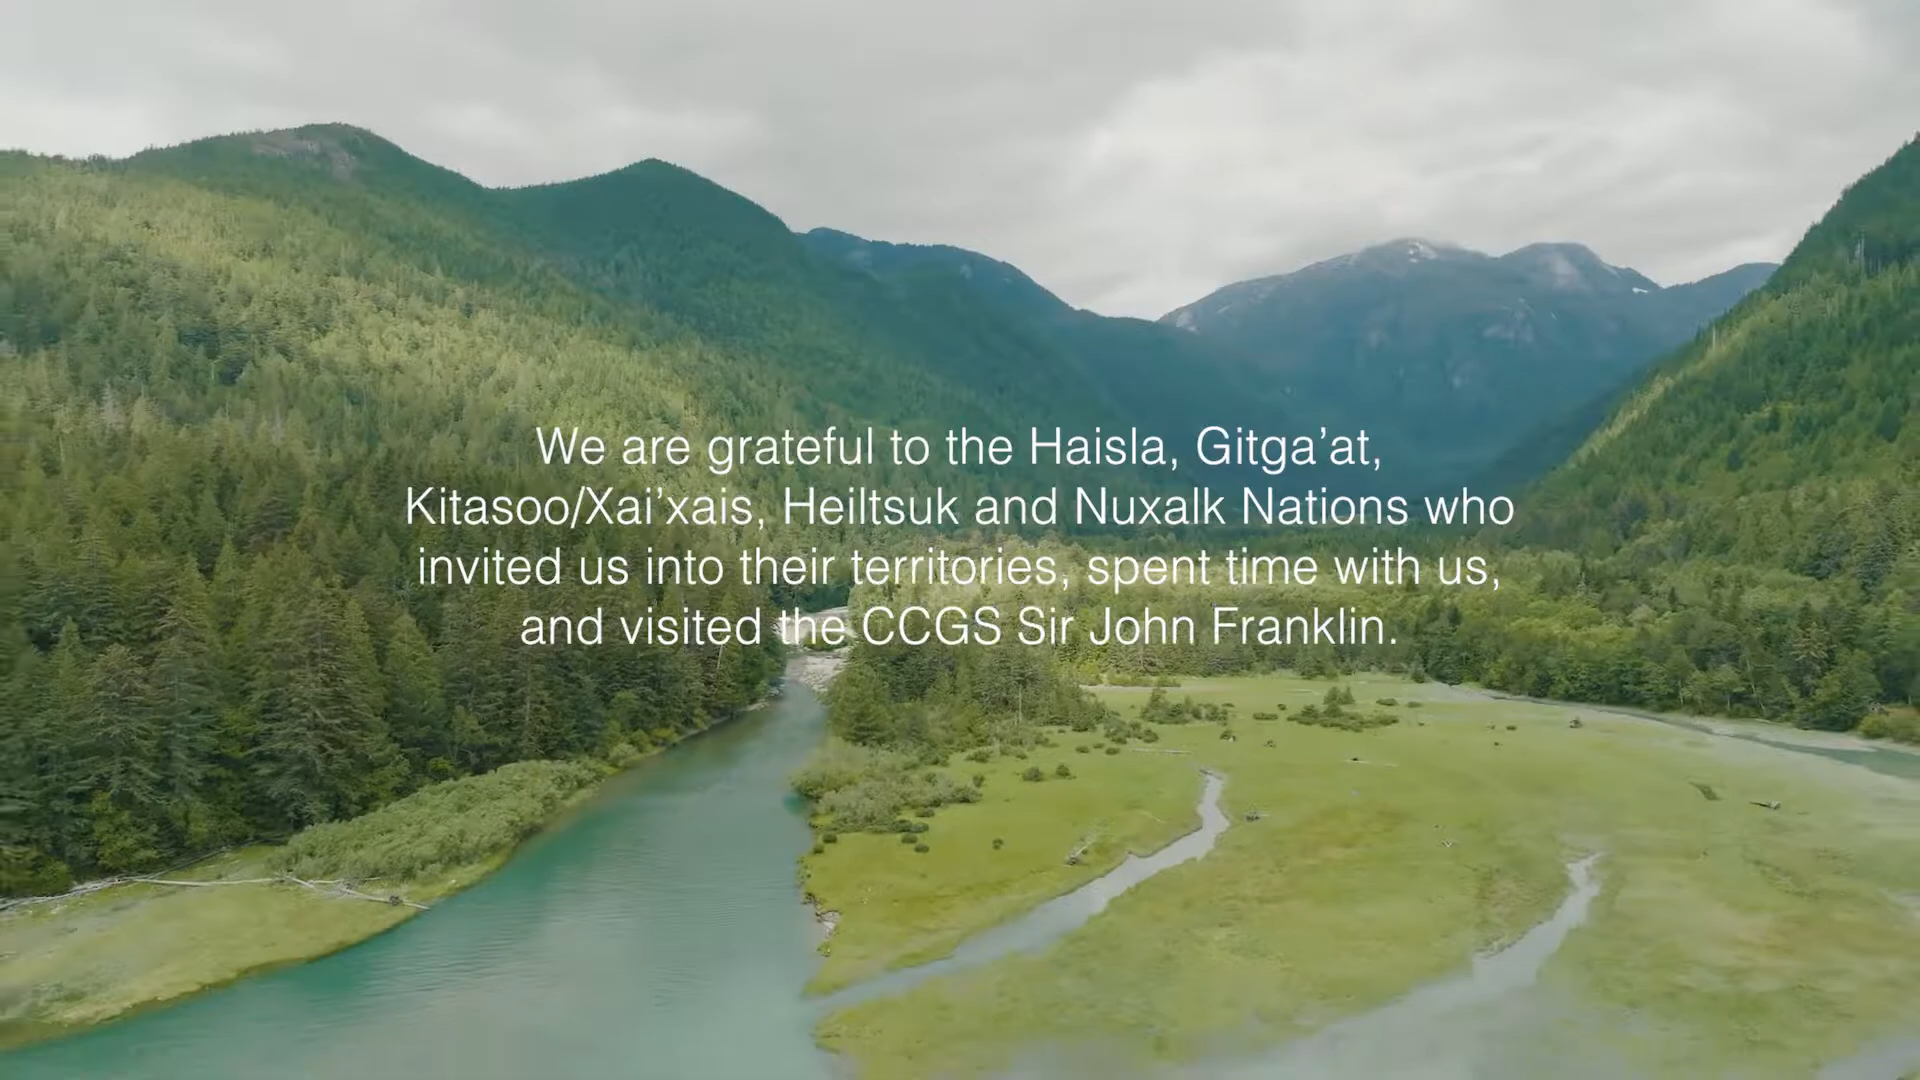 We are grateful to the Haisla, Gitga’at,
Kitasoo/Xai’xais, Heiltsuk and Nuxalk Nations who
invited us into their territories, spent time with us,
and visited the CCGS Sir John Franklin.